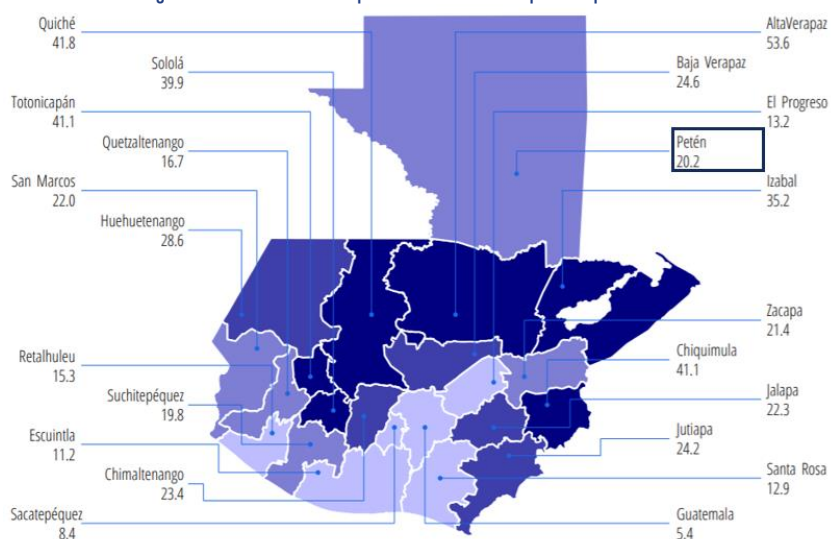 Quiché
41.8
Sololá
39.9
Totonicapán
41.1
Quetzaltenango
16.7
San Marcos
22.0
Huehuetenango
28.6
Retalhuleu
15.3
Suchitepéquez
19.8
Escuintla
11.2
Chimaltenango
23.4
Sacatepéquez
8.4
AltaVerapaz
53.6
Baja Verapaz
24.6
El Progreso
13.2
Petén
20.2
Izabal
35.2
Zacapa
21.4
Chiquimula
41.1
Jalapa
22.3
Jutiapa
24.2
Santa Rosa
12.9
Guatemala
5.4